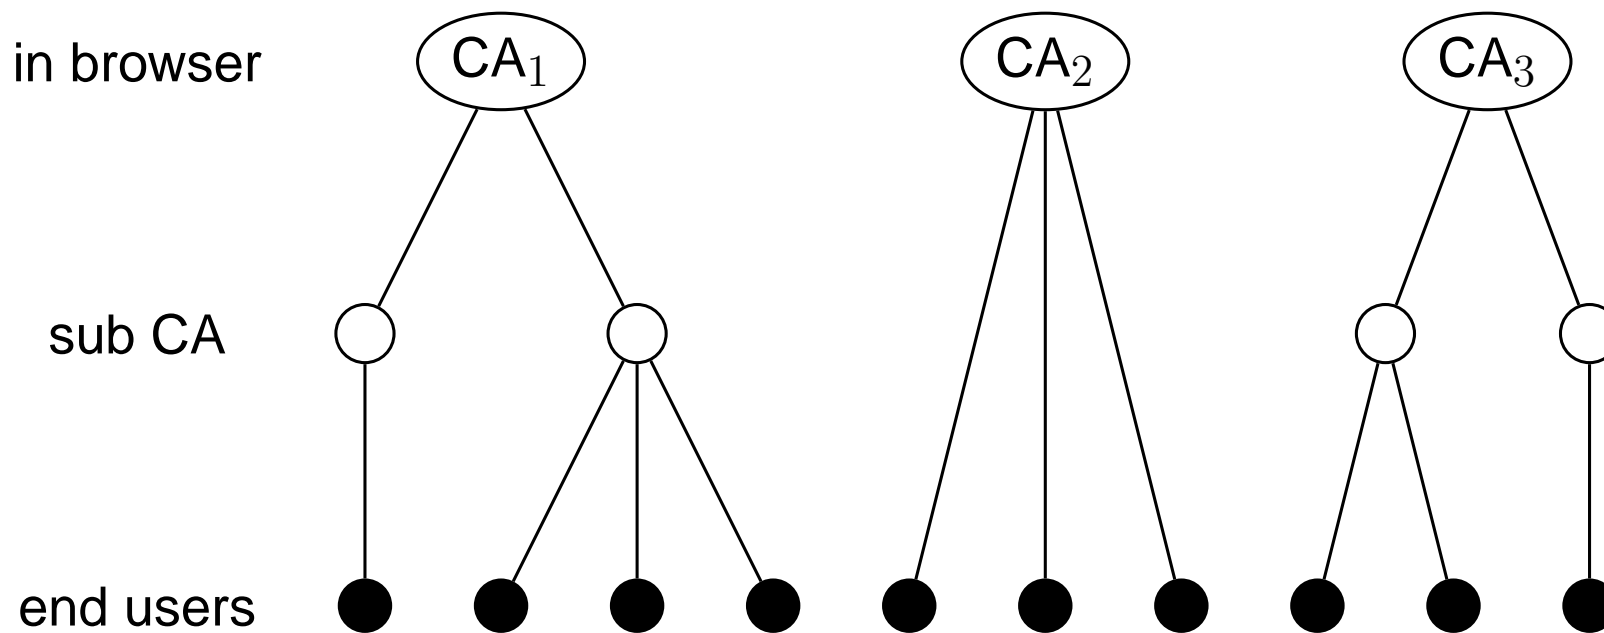 in browser CA₁ CA₂ CA₃
sub CA
end users